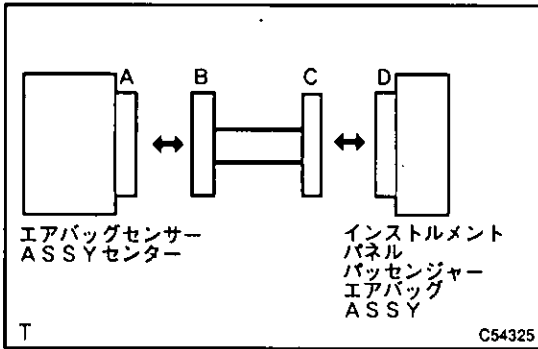 A B C D
エアバッグセンサー
ＡＳＳＹセンター
インストルメント
パネル
パッセンジャー
エアバッグ
ＡＳＳＹ
T
C54325